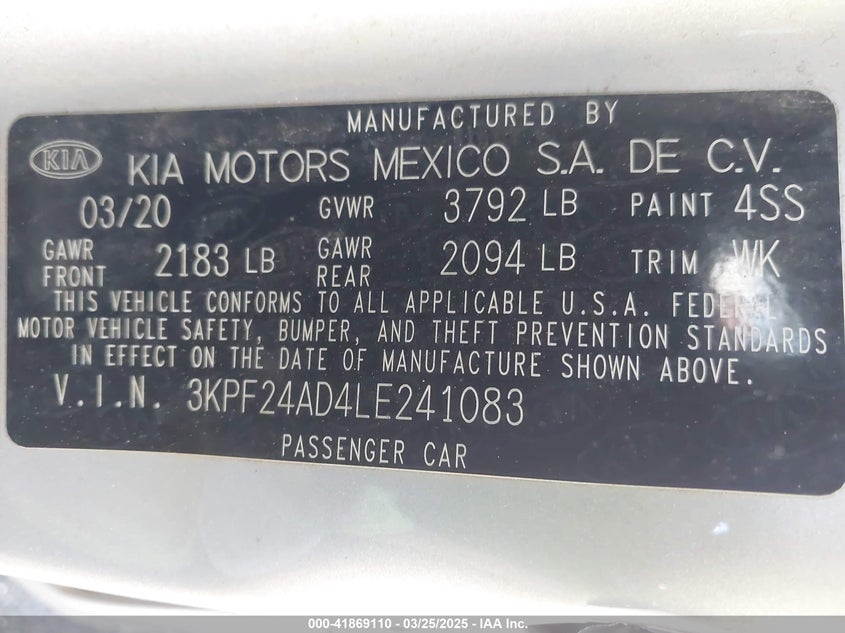 MANUFACTURED BY
KIA KIA MOTORS MEXICO S.A. DE C.V.
03/20 GVWR 3792 LB PAINT 4SS
GAWR FRONT 2183 LB GAWR REAR 2094 LB TRIM WK
THIS VEHICLE CONFORMS TO ALL APPLICABLE U.S.A. FEDERAL
MOTOR VEHICLE SAFETY, BUMPER, AND THEFT PREVENTION STANDARDS
IN EFFECT ON THE DATE OF MANUFACTURE SHOWN ABOVE.
V.I.N. 3KPF24AD4LE241083
PASSENGER CAR
000-41869110 - 03/25/2025 - IAA Inc.